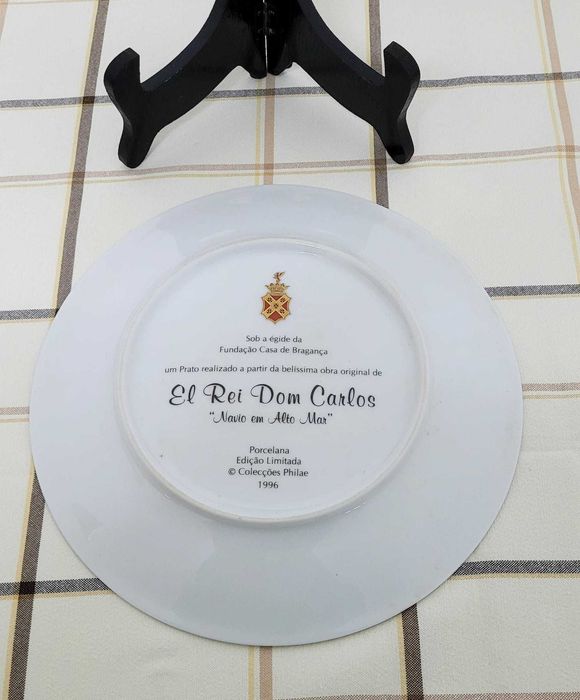 Sob a égide da
Fundação Casa de Bragança
um Prato realizado a partir da belíssima obra original de
El Rei Dom Carlos
"Navio em Alto Mar"
Porcelana
Edição Limitada
© Colecções Philae
1996